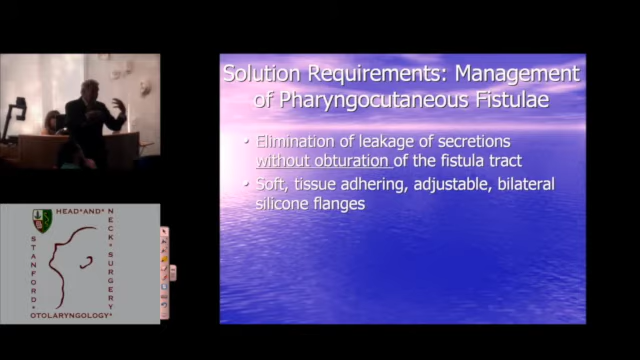 Solution Requirements: Management
of Pharyngocutaneous Fistulae
• Elimination of leakage of secretions
without obturation of the fistula tract
• Soft, tissue adhering, adjustable, bilateral
silicone flanges
HEAD*AND*
NECK*SURGERY
STANFORD*
OTOLARYNGOLOGY*